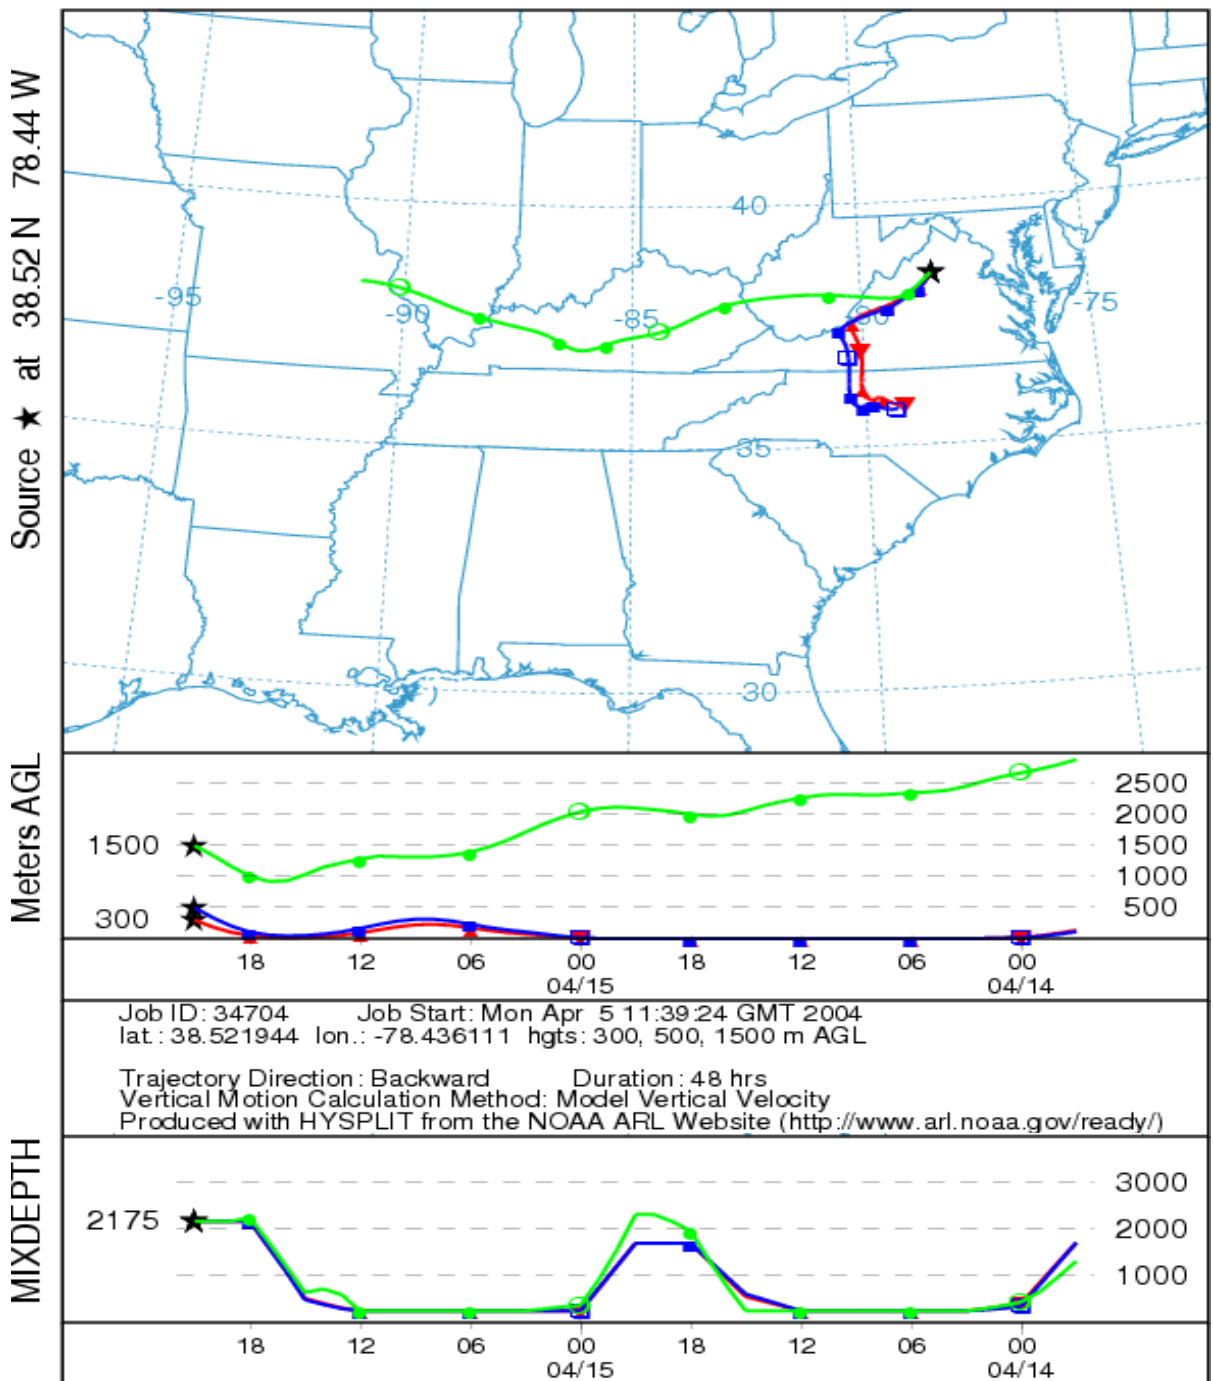 Source ★ at 38.52 N 78.44 W
40
-95
-90
-85
-80
-75
35
30
Meters AGL
2500
2000
1500
1500
1000
500
300
18 12 06 00 18 12 06 00
04/15 04/14
Job ID: 34704 Job Start: Mon Apr 5 11:39:24 GMT 2004
lat.: 38.521944 lon.: -78.436111 hgts: 300, 500, 1500 m AGL
Trajectory Direction: Backward Duration: 48 hrs
Vertical Motion Calculation Method: Model Vertical Velocity
Produced with HYSPLIT from the NOAA ARL Website (http://www.arl.noaa.gov/ready/)
MIXDEPTH
3000
2175
2000
1000
18 12 06 00 18 12 06 00
04/15 04/14